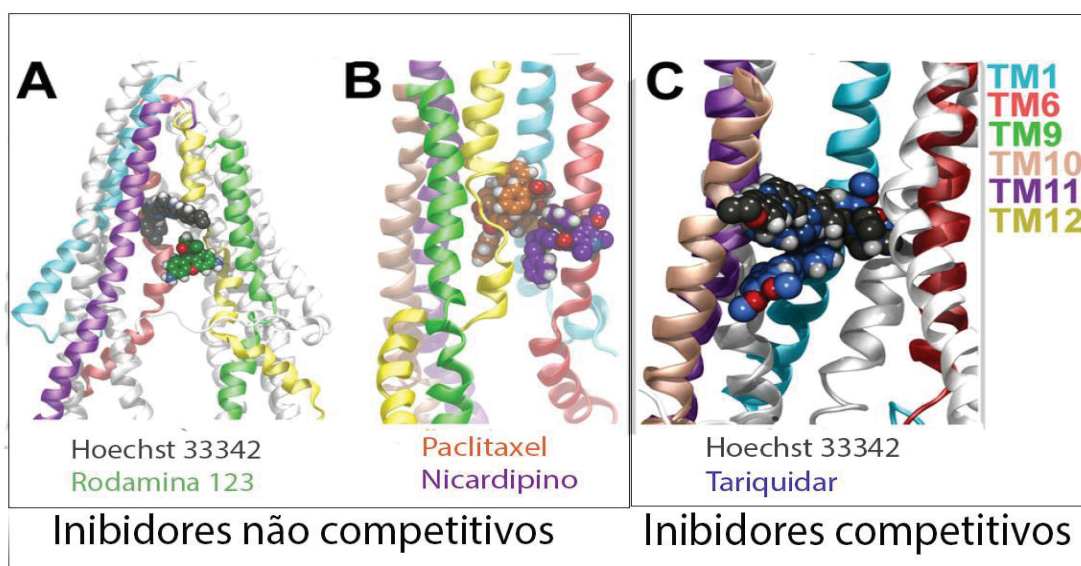 A
B
C
TM1
TM6
TM9
TM10
TM11
TM12
Hoechst 33342
Rodamina 123
Paclitaxel
Nicardipino
Hoechst 33342
Tariquidar
Inibidores não competitivos
Inibidores competitivos